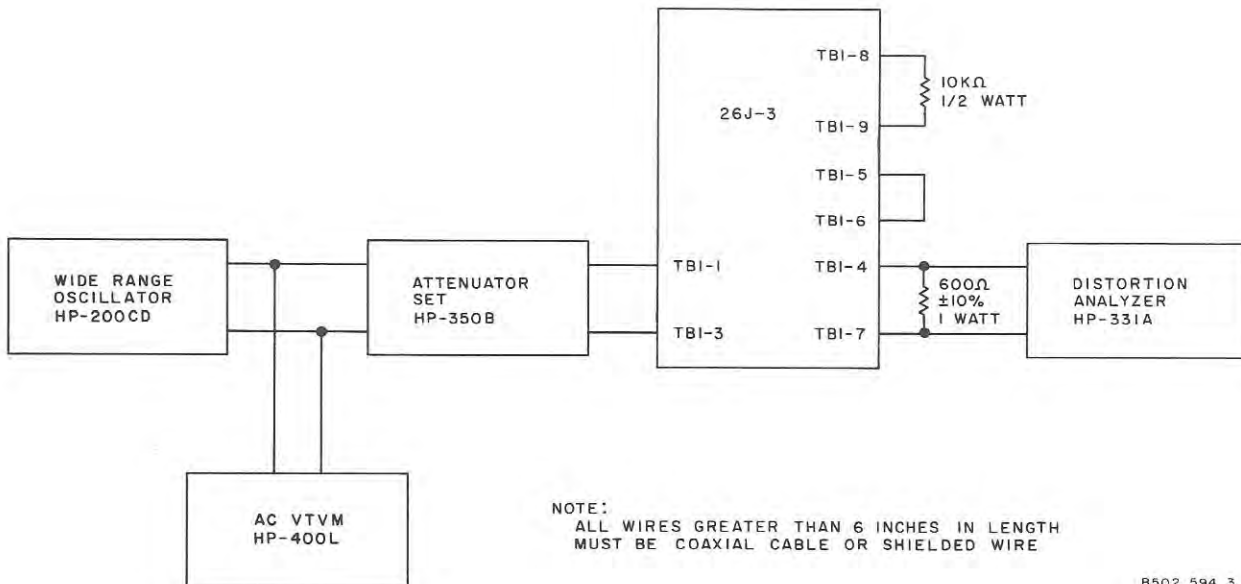 TB1-8
10KΩ
1/2 WATT
26J-3
TB1-9
TB1-5
TB1-6
WIDE RANGE
OSCILLATOR
HP-200CD
ATTENUATOR
SET
HP-350B
TB1-1
TB1-3
TB1-4
TB1-7
600Ω
±10%
1 WATT
DISTORTION
ANALYZER
HP-331A
AC VTVM
HP-400L
NOTE:
ALL WIRES GREATER THAN 6 INCHES IN LENGTH
MUST BE COAXIAL CABLE OR SHIELDED WIRE
B502 594 3